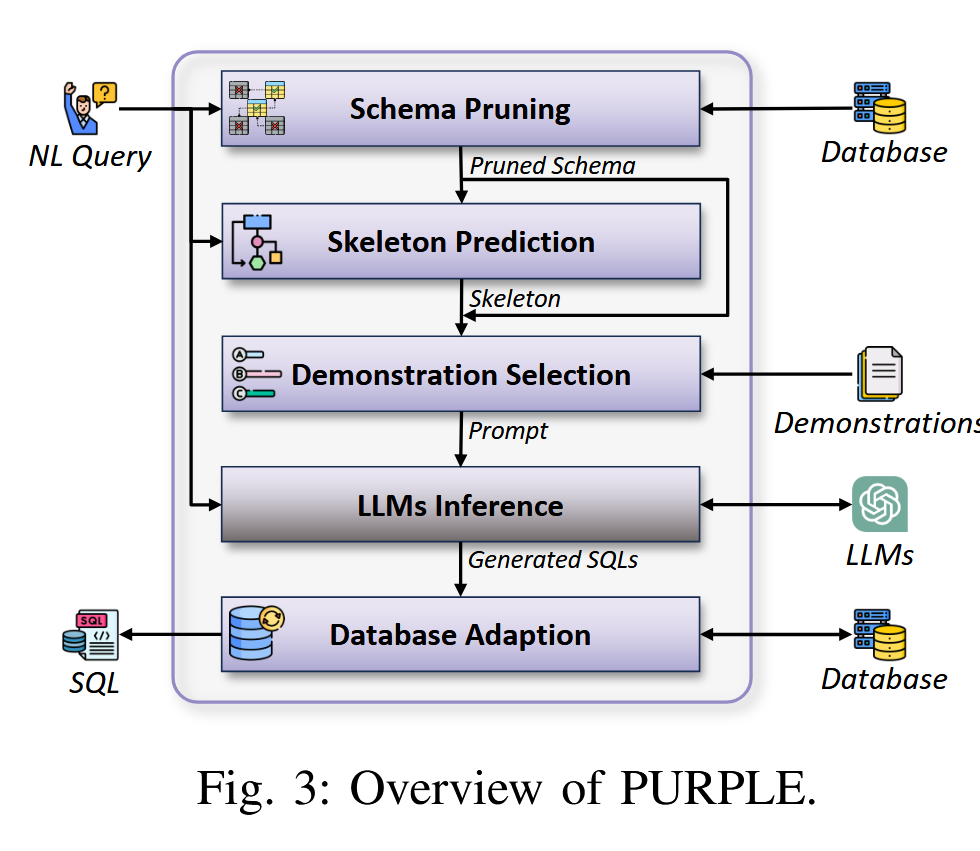 Schema Pruning
NL Query
Database
Pruned Schema
Skeleton Prediction
Skeleton
A
B
C
Demonstration Selection
Demonstrations
Prompt
LLMs Inference
LLMs
Generated SQLs
SQL
Database Adaption
SQL
Database
Fig. 3: Overview of PURPLE.